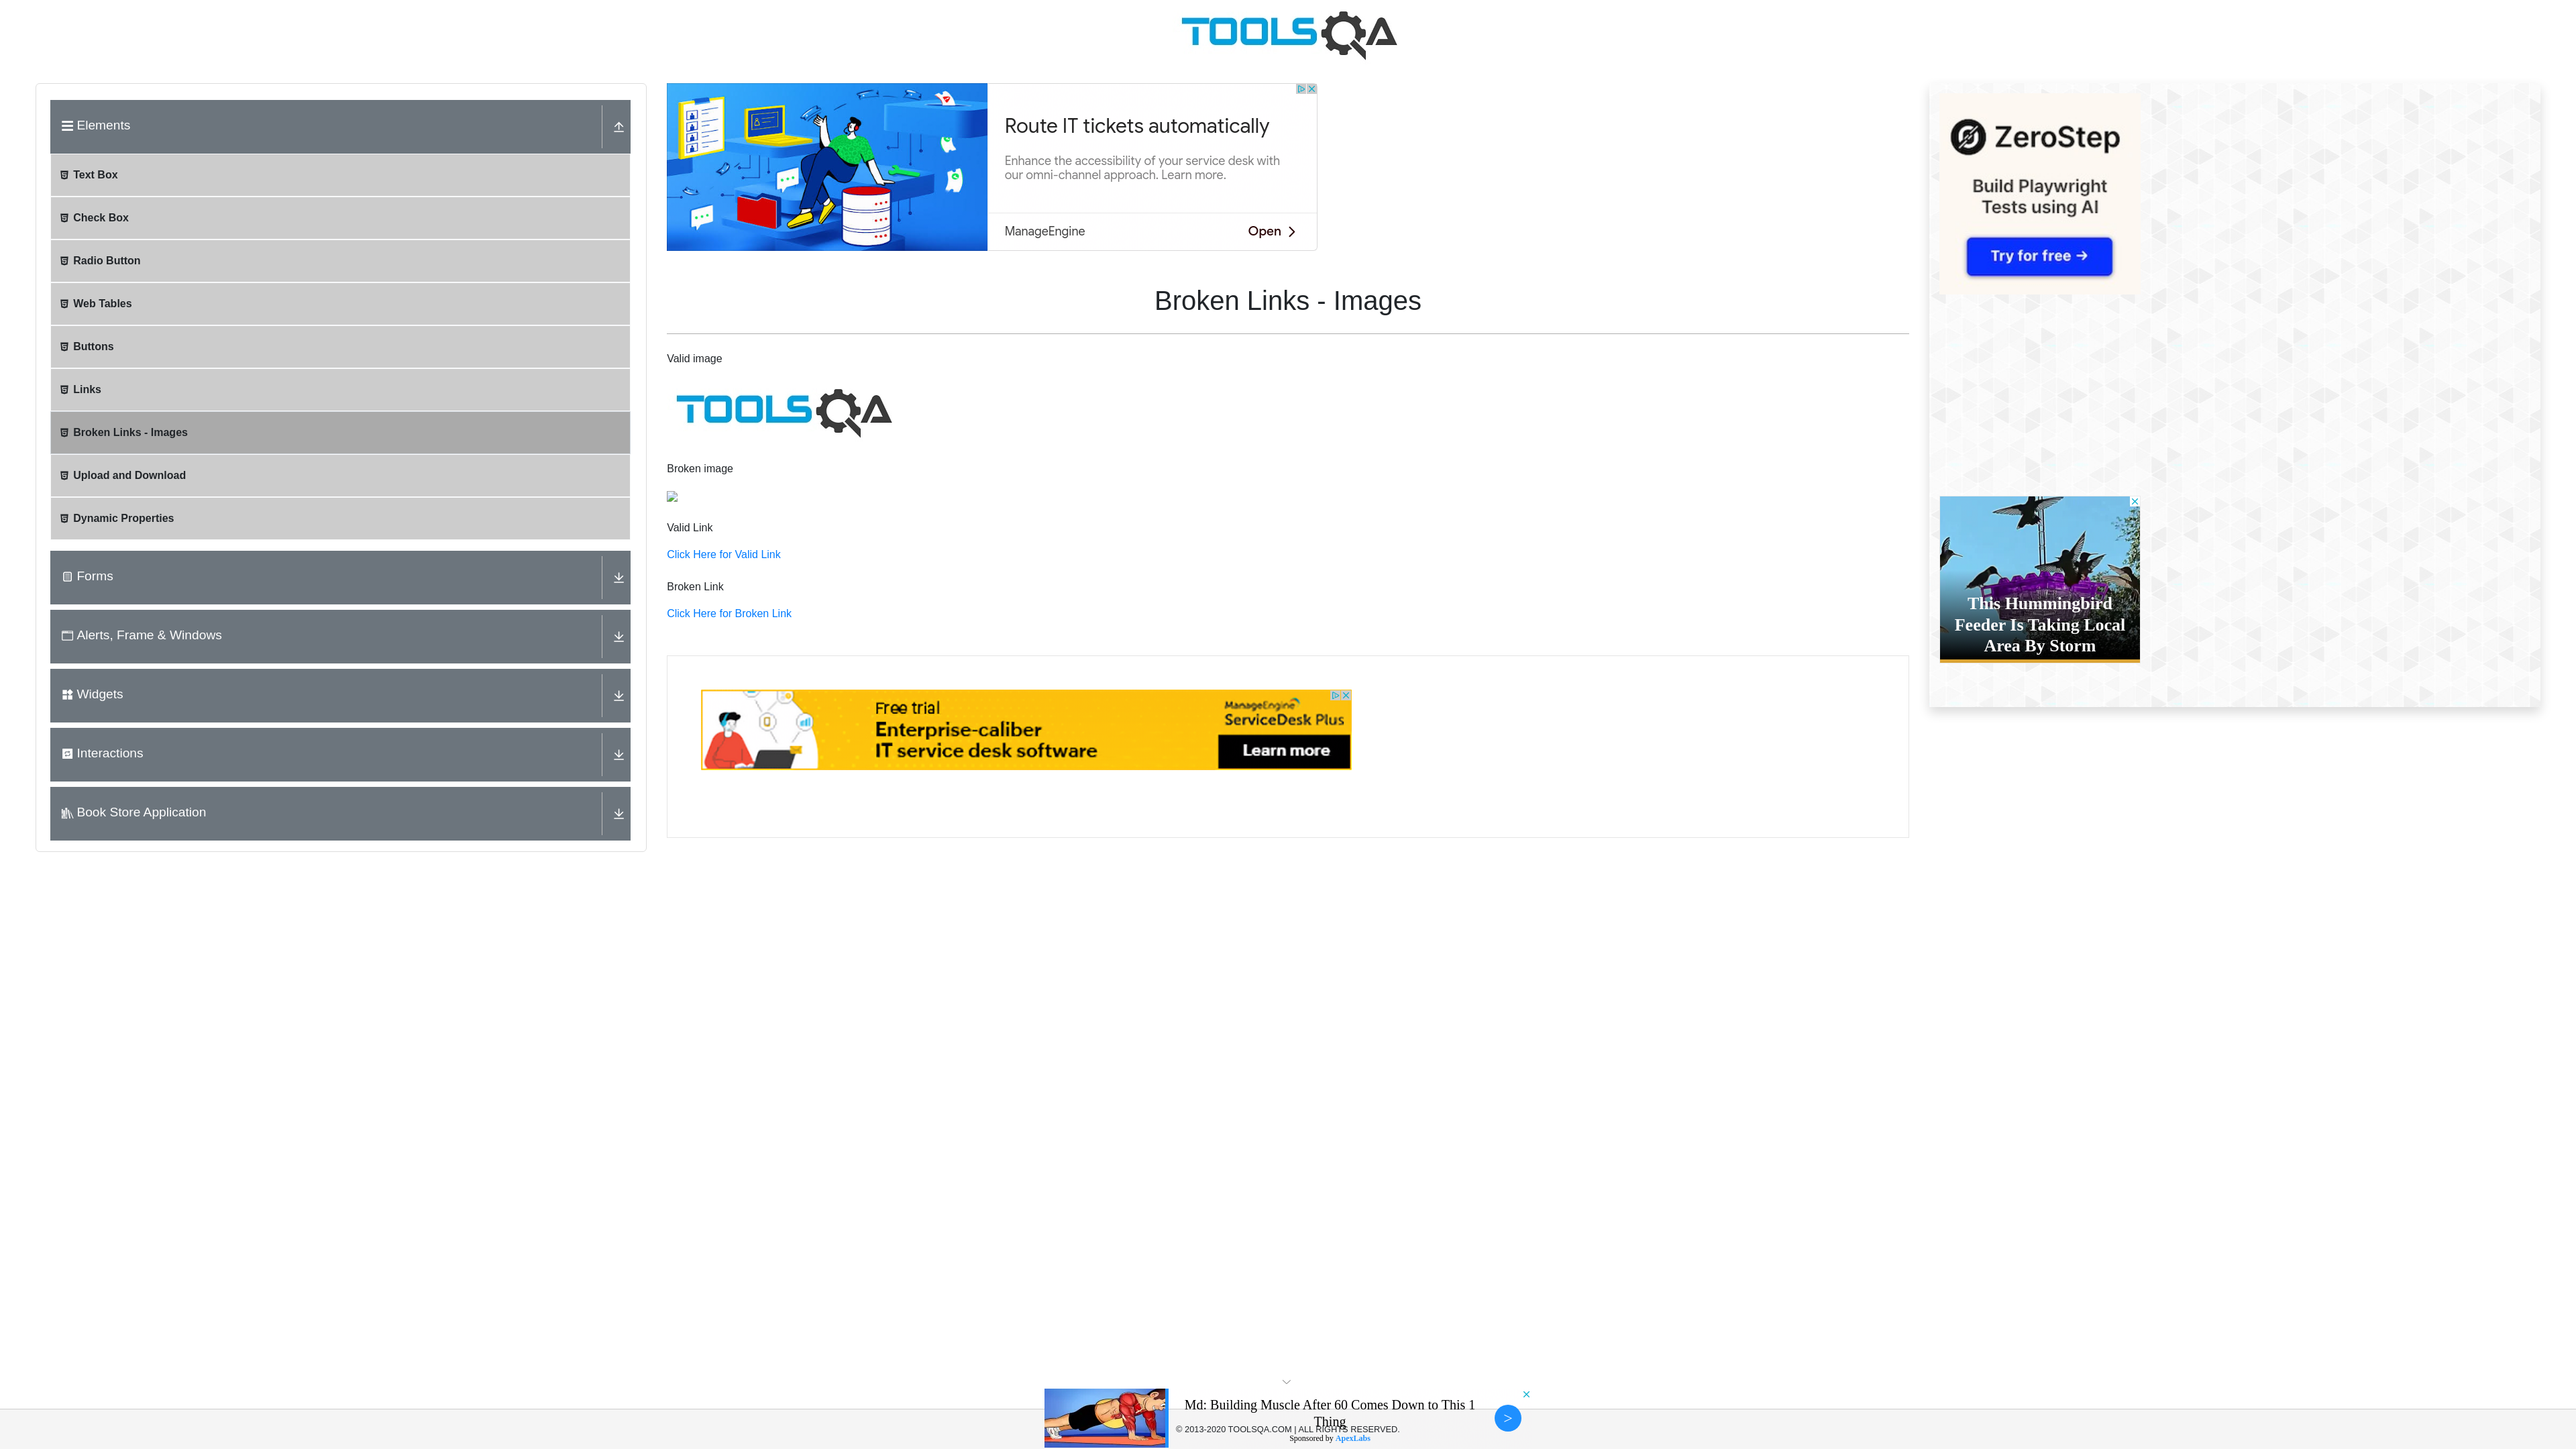 TOOLSQA
Elements
Text Box
Check Box
Radio Button
Web Tables
Buttons
Links
Broken Links - Images
Upload and Download
Dynamic Properties
Forms
Alerts, Frame & Windows
Widgets
Interactions
Book Store Application
Route IT tickets automatically
Enhance the accessibility of your service desk with
our omni-channel approach. Learn more.
ManageEngine
Open
Broken Links - Images
Valid image
TOOLSQA
Broken image
Valid Link
Click Here for Valid Link
Broken Link
Click Here for Broken Link
Free trial
Enterprise-caliber
IT service desk software
ManageEngine
ServiceDesk Plus
Learn more
ZeroStep
Build Playwright
Tests using AI
Try for free →
This Hummingbird
Feeder Is Taking Local
Area By Storm
Md: Building Muscle After 60 Comes Down to This 1
Thing
© 2013-2020 TOOLSQA.COM | ALL RIGHTS RESERVED.
Sponsored by ApexLabs
>